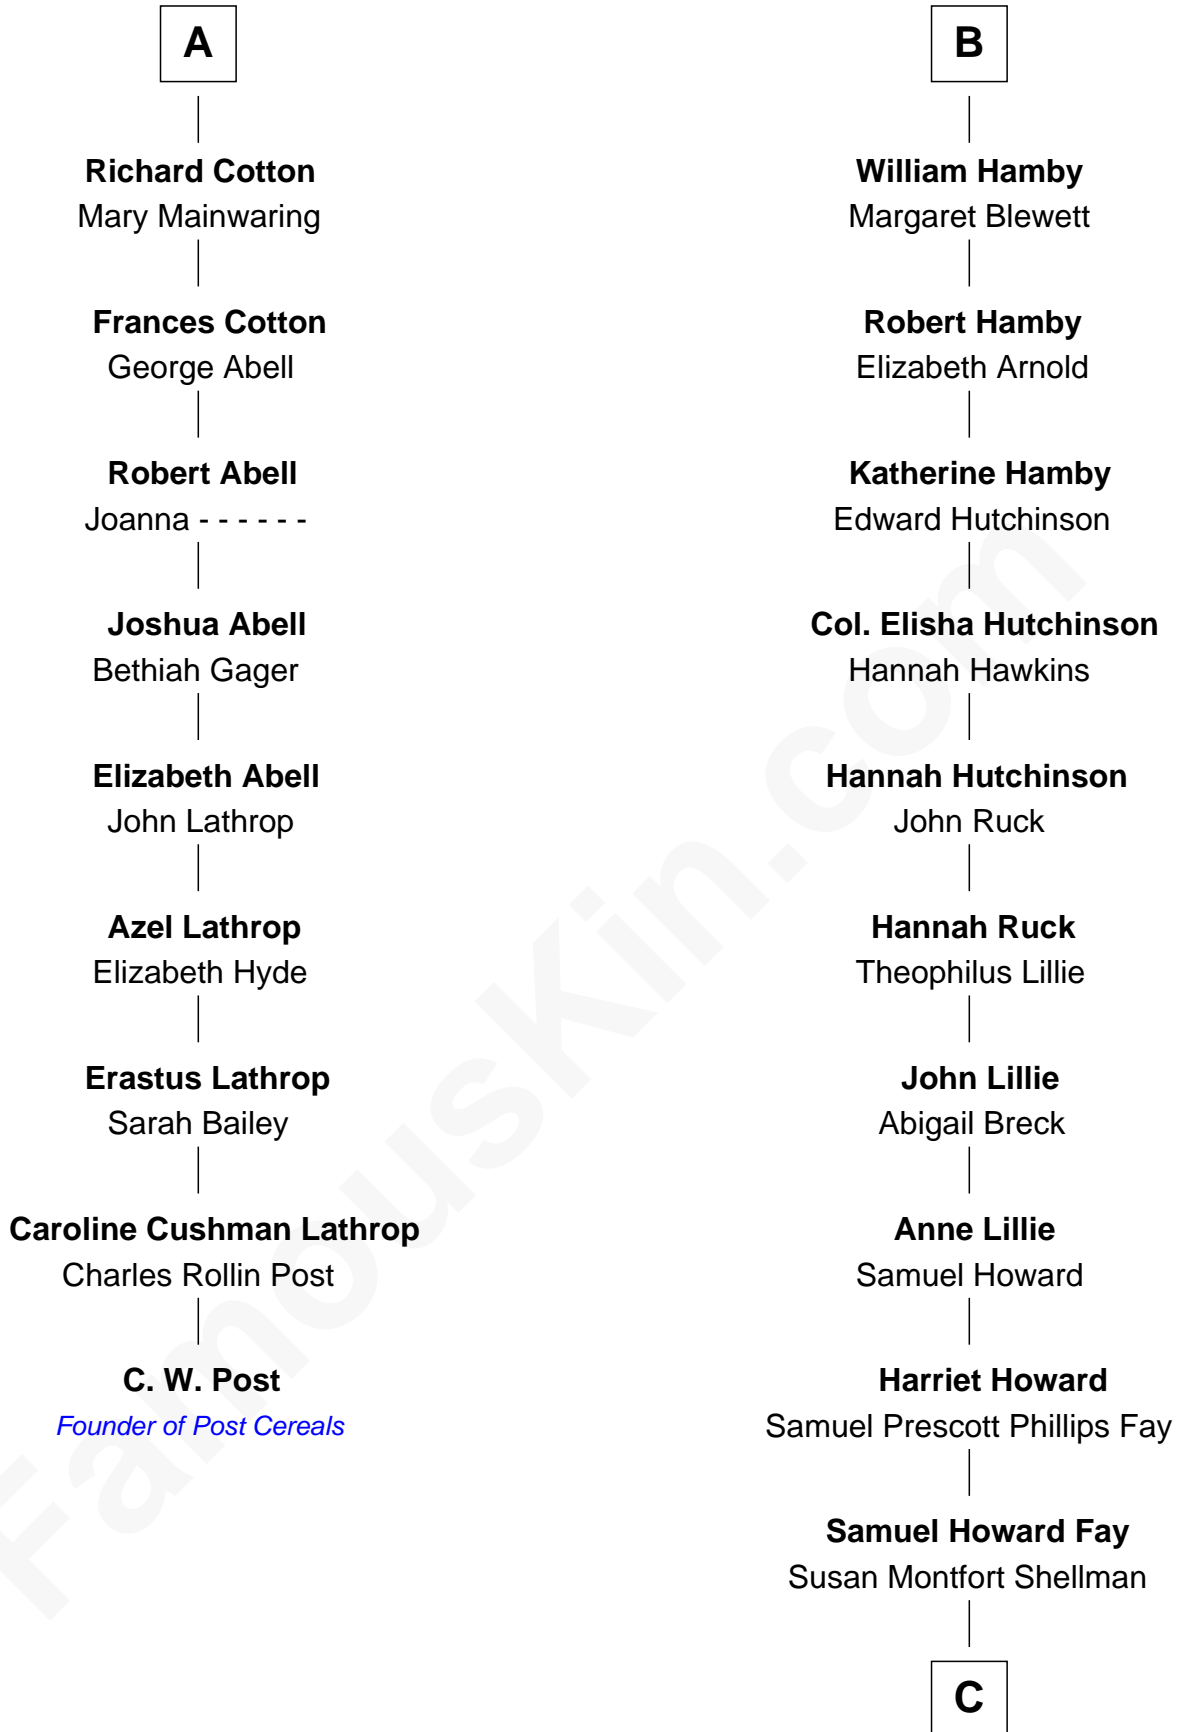 A
Richard Cotton
Mary Mainwaring
Frances Cotton
George Abell
Robert Abell
Joanna - - - - - -
Joshua Abell
Bethiah Gager
Elizabeth Abell
John Lathrop
Azel Lathrop
Elizabeth Hyde
Erastus Lathrop
Sarah Bailey
Caroline Cushman Lathrop
Charles Rollin Post
C. W. Post
Founder of Post Cereals
B
William Hamby
Margaret Blewett
Robert Hamby
Elizabeth Arnold
Katherine Hamby
Edward Hutchinson
Col. Elisha Hutchinson
Hannah Hawkins
Hannah Hutchinson
John Ruck
Hannah Ruck
Theophilus Lillie
John Lillie
Abigail Breck
Anne Lillie
Samuel Howard
Harriet Howard
Samuel Prescott Phillips Fay
Samuel Howard Fay
Susan Montfort Shellman
C
FamousKin.com